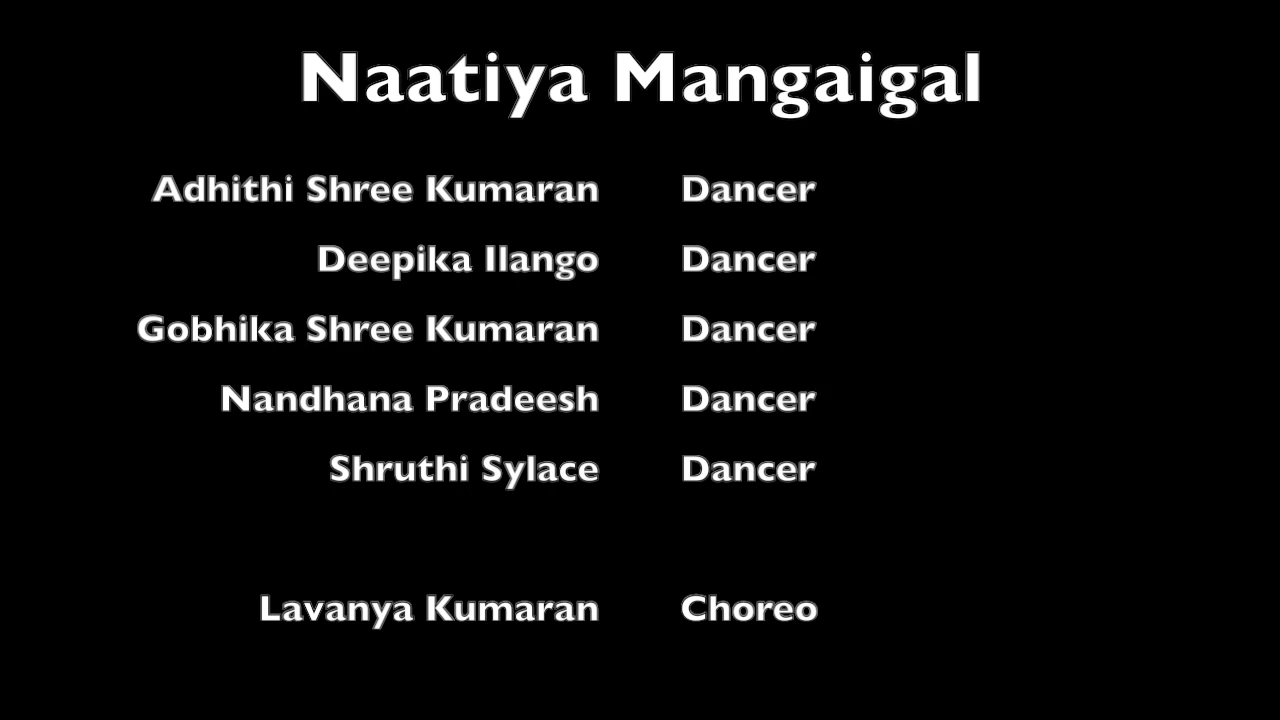 Naatiya Mangaigal
Adhithi Shree Kumaran Dancer
Deepika Ilango Dancer
Gobhika Shree Kumaran Dancer
Nandhana Pradeesh Dancer
Shruthi Sylace Dancer
Lavanya Kumaran Choreo